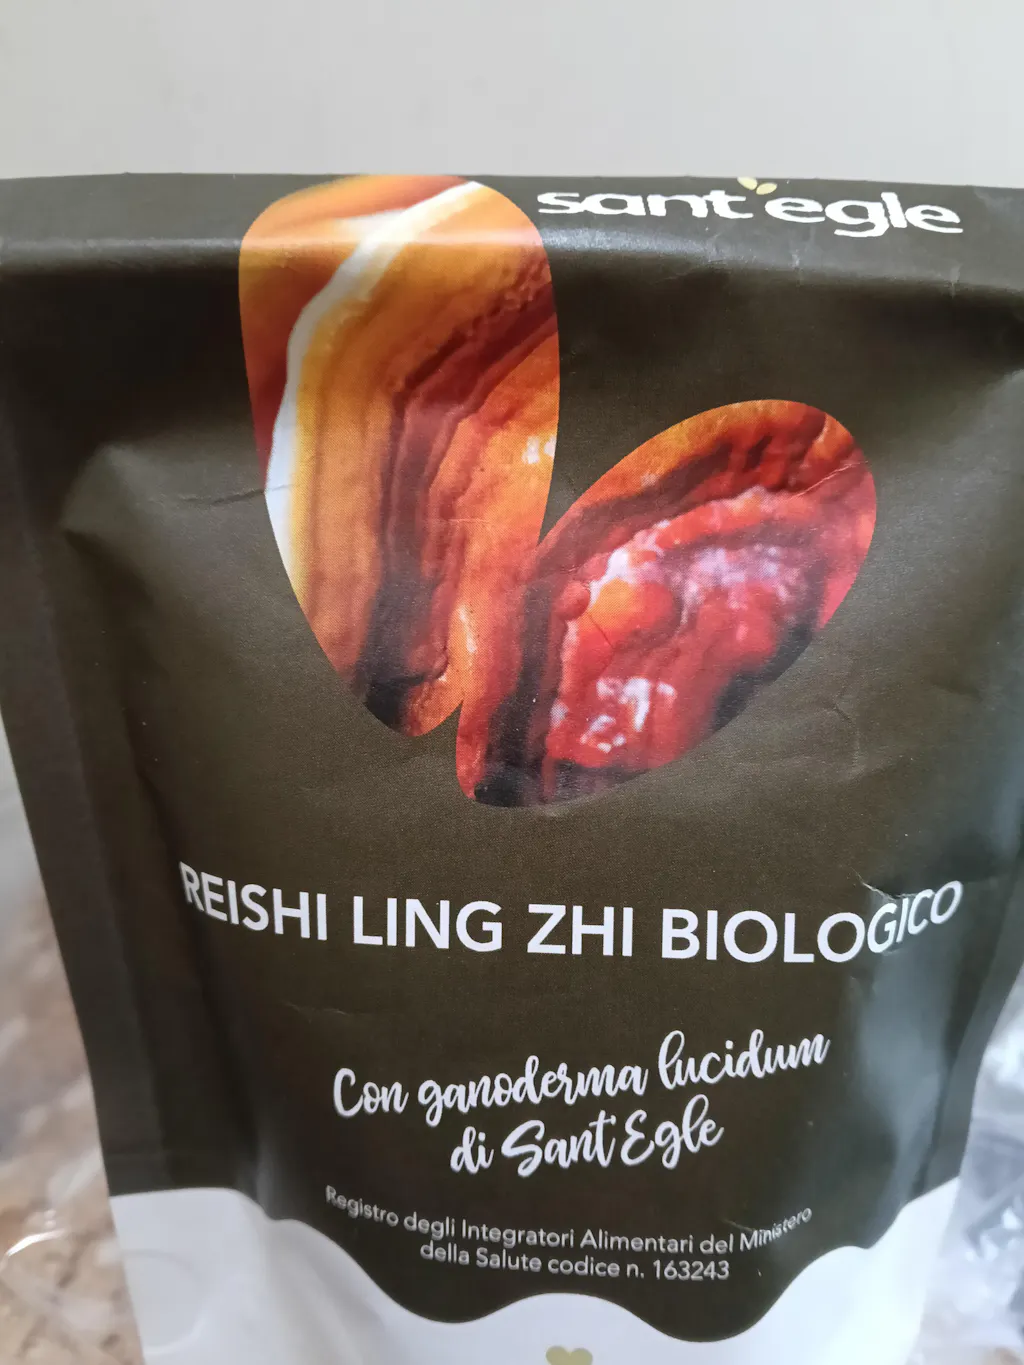 sant'egle
REISHI LING ZHI BIOLOGICO
Con ganoderma lucidum
di Sant'Egle
Registro degli Integratori Alimentari del Ministero
della Salute codice n. 163243